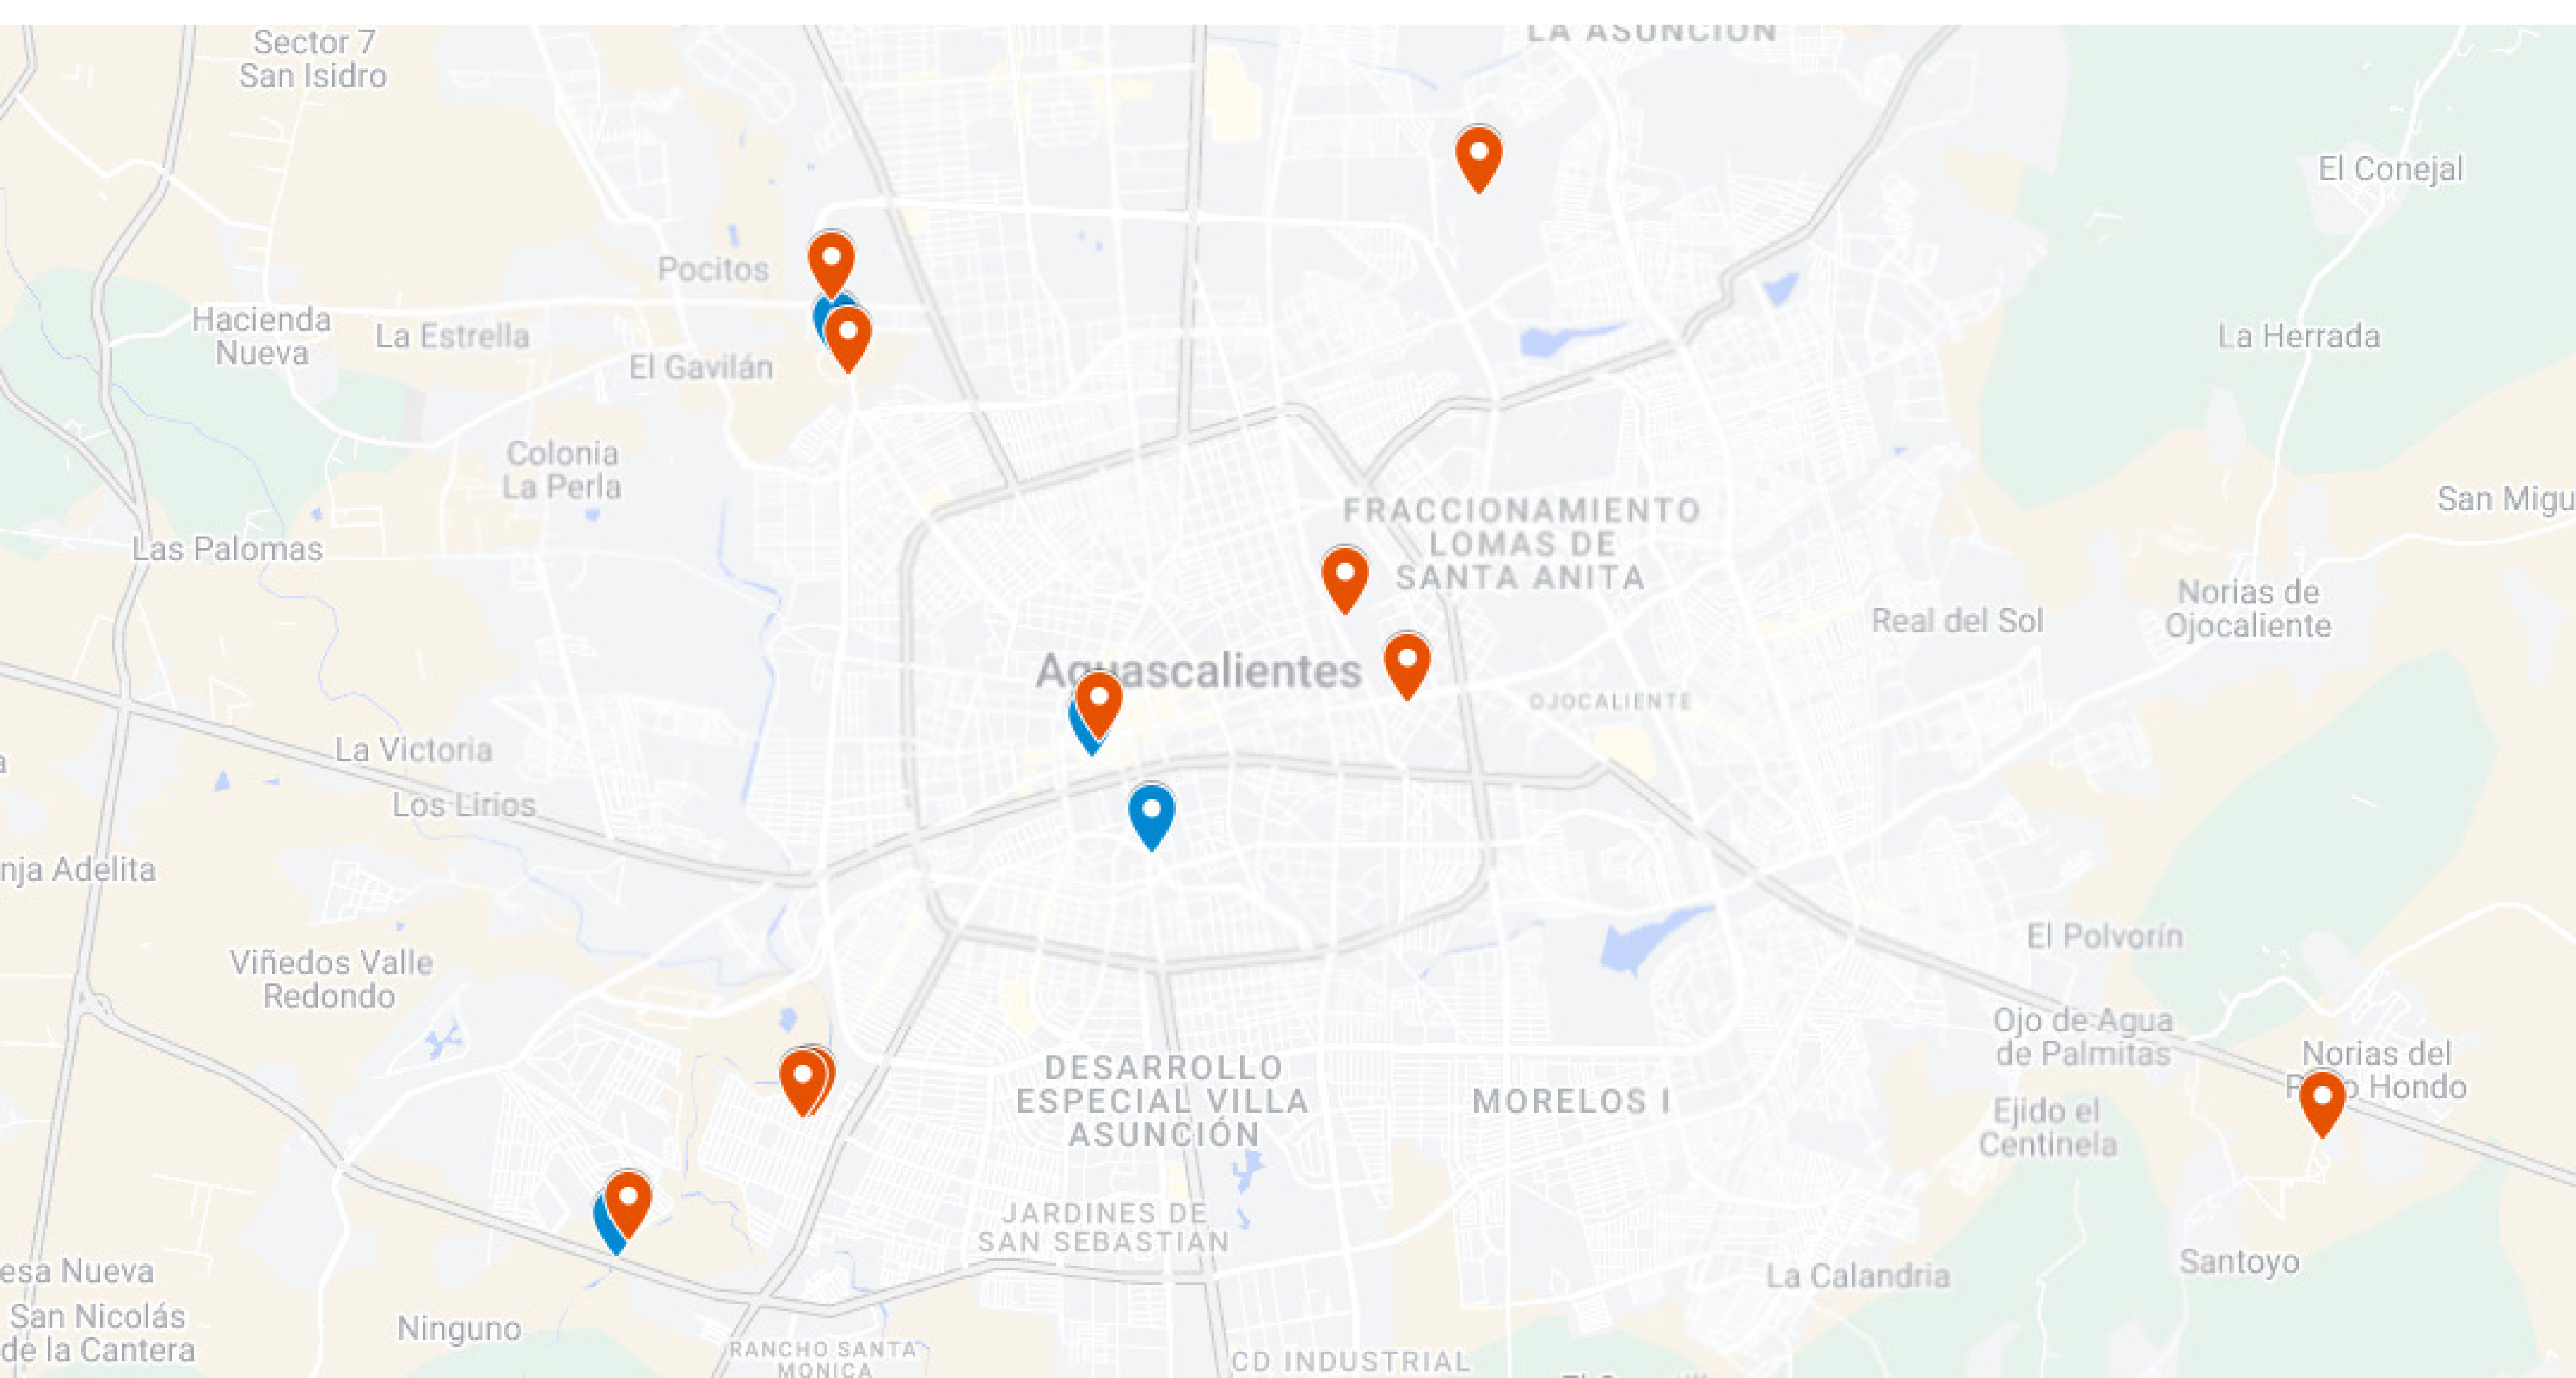 LA ASUNCIÓN
Sector 7
San Isidro
El Conejal
Pocitos
Hacienda
Nueva
La Estrella
El Gavilán
La Herrada
Colonia
La Perla
San Migu
FRACCIONAMIENTO
LOMAS DE
SANTA ANITA
Las Palomas
Norias de
Ojocaliente
Real del Sol
Aguascalientes
OJOCALIENTE
La Victoria
a
Los Lirios
nja Adelita
El Polvorín
Viñedos Valle
Redondo
Ojo de Agua
de Palmitas
Norias del
Hondo
DESARROLLO
ESPECIAL VILLA
ASUNCIÓN
MORELOS I
Ejido el
Centinela
JARDINES DE
SAN SEBASTIÁN
Santoyo
esa Nueva
La Calandria
San Nicolás
de la Cantera
Ninguno
RANCHO SANTA
MONICA
CD INDUSTRIAL